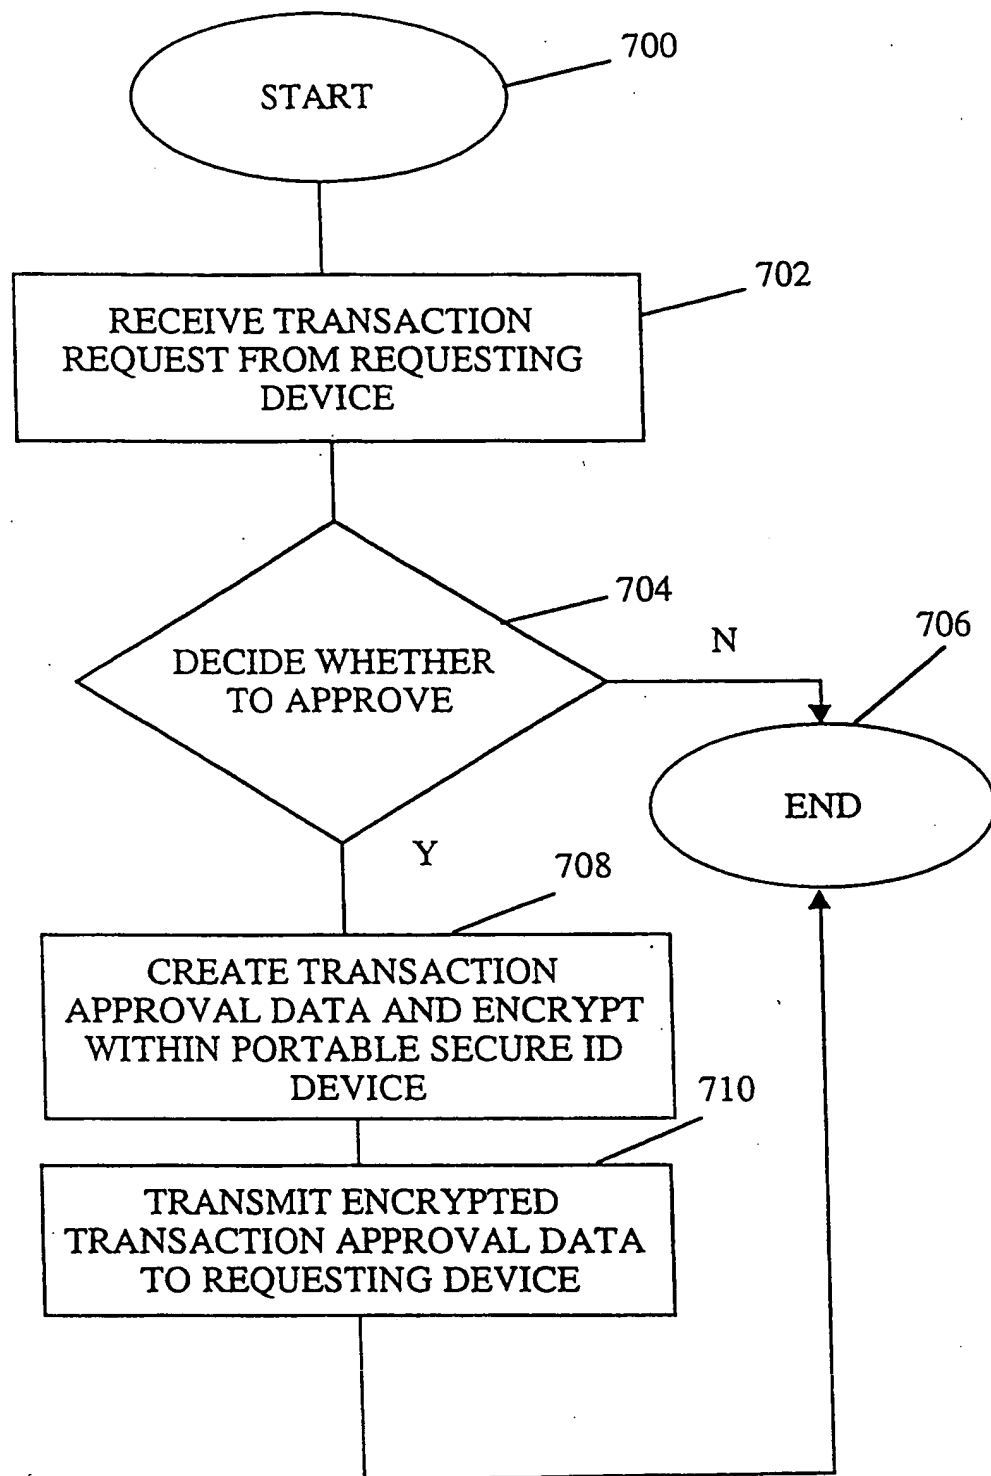 700
START
702
RECEIVE TRANSACTION
REQUEST FROM REQUESTING
DEVICE
704
DECIDE WHETHER
TO APPROVE
N
706
END
Y
708
CREATE TRANSACTION
APPROVAL DATA AND ENCRYPT
WITHIN PORTABLE SECURE ID
DEVICE
710
TRANSMIT ENCRYPTED
TRANSACTION APPROVAL DATA
TO REQUESTING DEVICE